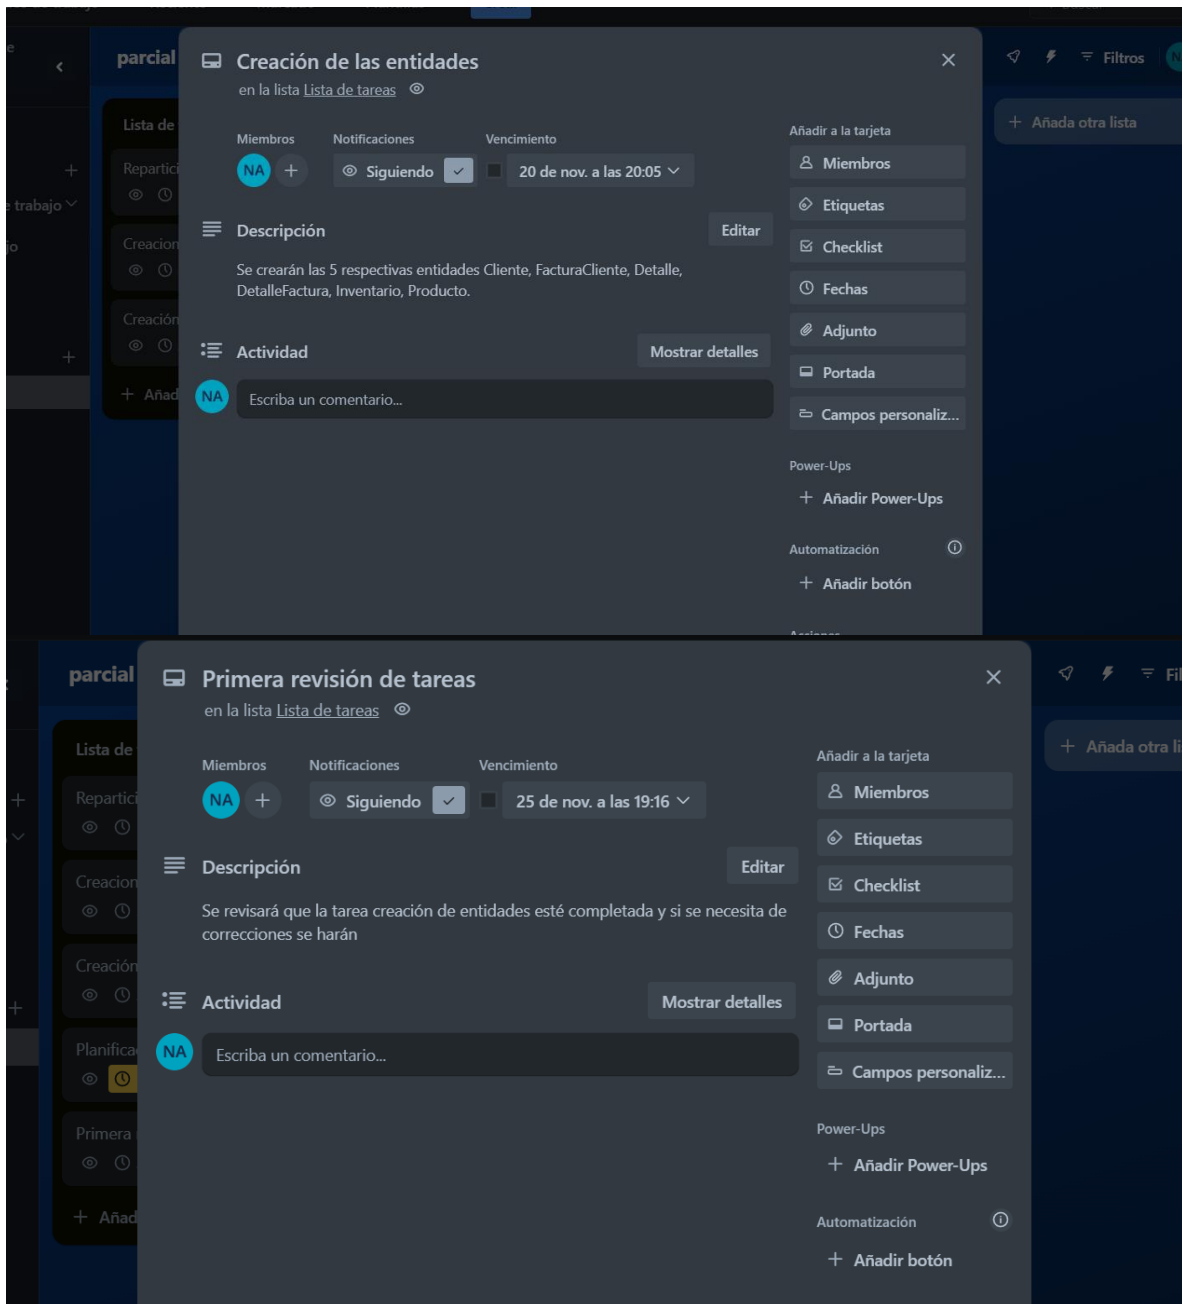 parcial
Creación de las entidades
en la lista Lista de tareas
Filtros
Lista de
Añada otra lista
Miembros
Notificaciones
Vencimiento
Añadir a la tarjeta
NA
Siguiendo
20 de nov. a las 20:05
Miembros
Repartici
e trabajo
Etiquetas
Descripción
Editar
jo
Creacion
Checklist
Se crearán las 5 respectivas entidades Cliente, FacturaCliente, Detalle,
DetalleFactura, Inventario, Producto.
Fechas
Creación
Adjunto
Actividad
Mostrar detalles
Portada
Añad
NA
Escriba un comentario...
Campos personaliz...
Power-Ups
Añadir Power-Ups
Automatización
Añadir botón
parcial
Primera revisión de tareas
en la lista Lista de tareas
Fil
Lista de
Añada otra li
Miembros
Notificaciones
Vencimiento
Añadir a la tarjeta
NA
Siguiendo
25 de nov. a las 19:16
Miembros
Repartici
Etiquetas
Descripción
Editar
Creacion
Checklist
Se revisará que la tarea creación de entidades esté completada y si se necesita de
correcciones se harán
Fechas
Creación
Adjunto
Actividad
Mostrar detalles
Portada
Planifica
NA
Escriba un comentario...
Campos personaliz...
Primera
Power-Ups
Añadir Power-Ups
Añad
Automatización
Añadir botón